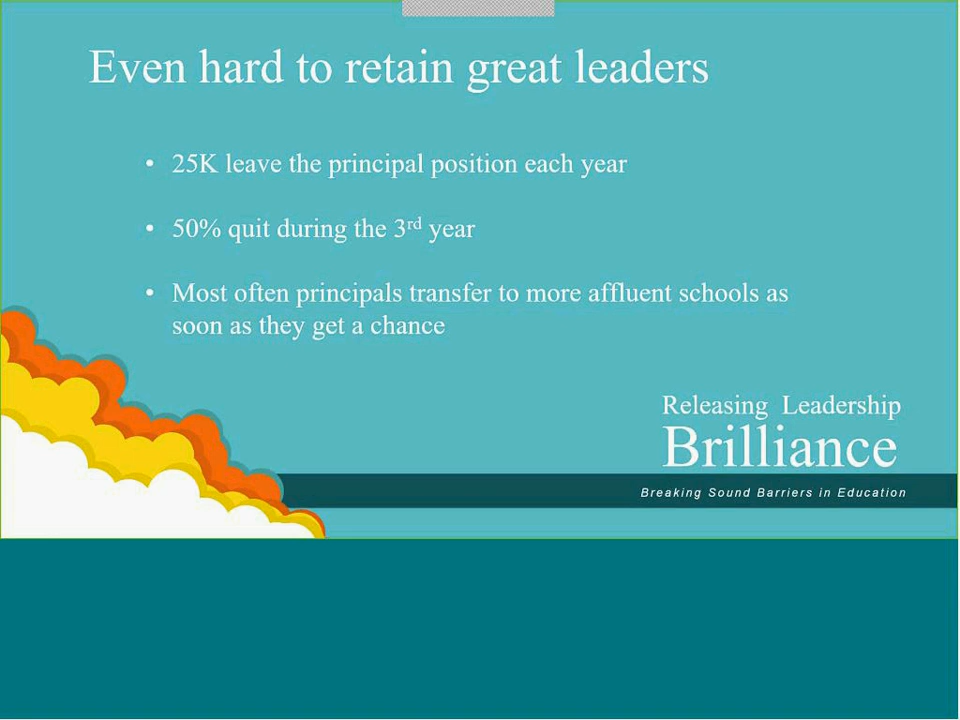 Even hard to retain great leaders
• 25K leave the principal position each year
• 50% quit during the 3rd year
• Most often principals transfer to more affluent schools as
soon as they get a chance
Releasing Leadership
Brilliance
Breaking Sound Barriers in Education